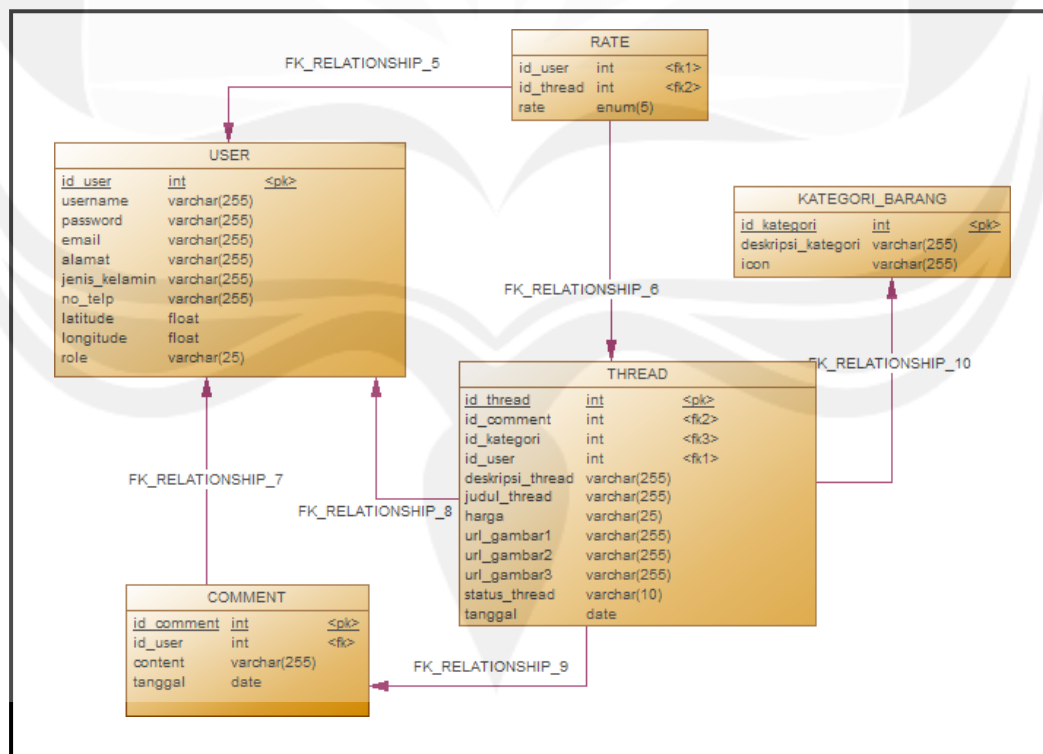 RATE
id_user int <fk1>
id_thread int <fk2>
rate enum(5)
FK_RELATIONSHIP_5
USER
id_user int <pk>
username varchar(255)
password varchar(255)
email varchar(255)
alamat varchar(255)
jenis_kelamin varchar(255)
no_telp varchar(255)
latitude float
longitude float
role varchar(25)
KATEGORI_BARANG
id_kategori int <pk>
deskripsi_kategori varchar(255)
icon varchar(255)
FK_RELATIONSHIP_6
FK_RELATIONSHIP_10
THREAD
id_thread int <pk>
id_comment int <fk2>
id_kategori int <fk3>
id_user int <fk1>
deskripsi_thread varchar(255)
judul_thread varchar(255)
harga varchar(25)
url_gambar1 varchar(255)
url_gambar2 varchar(255)
url_gambar3 varchar(255)
status_thread varchar(10)
tanggal date
FK_RELATIONSHIP_7
FK_RELATIONSHIP_8
COMMENT
id_comment int <pk>
id_user int <fk>
content varchar(255)
tanggal date
FK_RELATIONSHIP_9